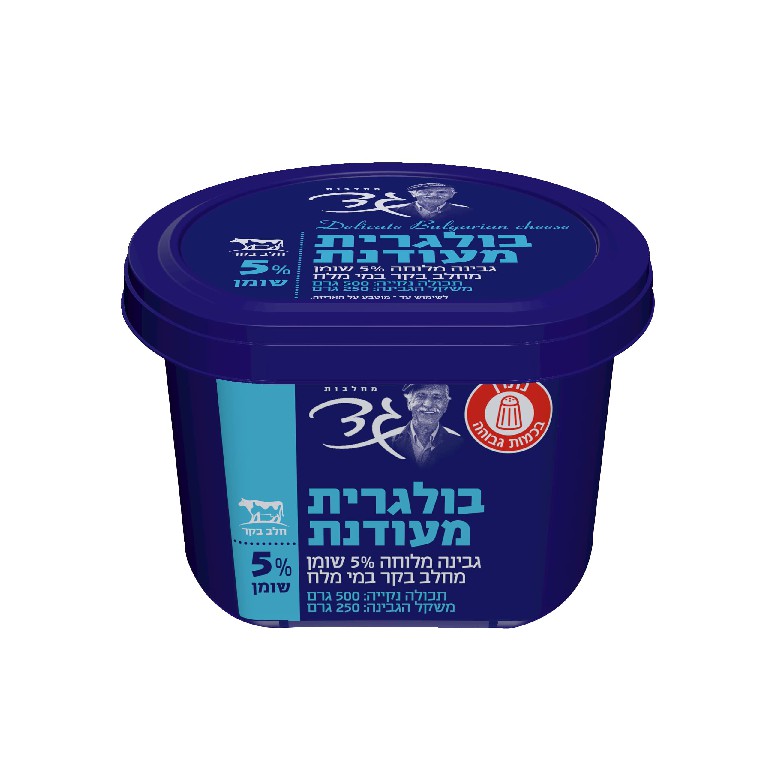 מחלבות
גד
Delicate Bulgarian cheese
בולגרית
מעודנת
גבינה מלוחה 5% שומן
מחלב בקר במי מלח
תכולה נקייה: 500 גרם
משקל הגבינה: 250 גרם
לשימוש עד - מוטבע על האריזה.
חלב בקר
5%
שומן
מחלבות
גד
נתרן
בכמות גבוהה
בולגרית
מעודנת
גבינה מלוחה 5% שומן
מחלב בקר במי מלח
תכולה נקייה: 500 גרם
משקל הגבינה: 250 גרם
חלב בקר
5%
שומן